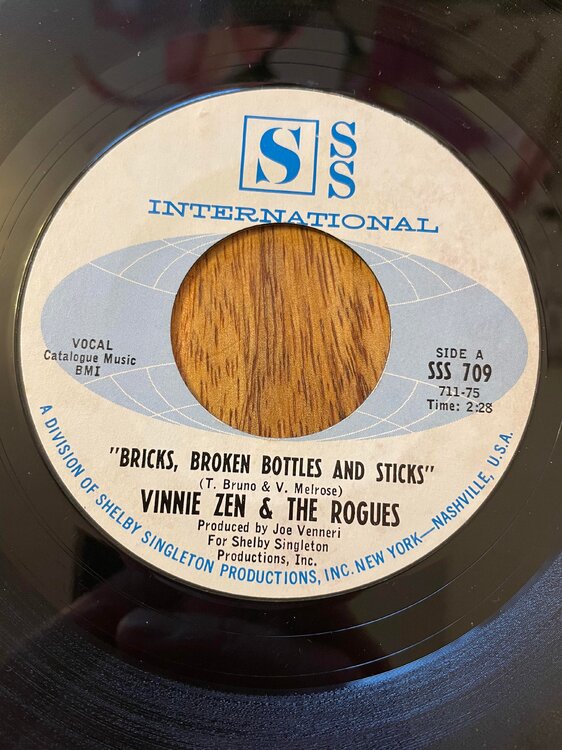 S S
S
INTERNATIONAL
VOCAL
Catalogue Music
BMI
SIDE A
SSS 709
711-75
Time: 2:28
"BRICKS, BROKEN BOTTLES AND STICKS"
(T. Bruno & V. Melrose)
VINNIE ZEN & THE ROGUES
Produced by Joe Venneri
For Shelby Singleton
Productions, Inc.
A DIVISION OF SHELBY SINGLETON PRODUCTIONS, INC. NEW YORK—NASHVILLE, U.S.A.